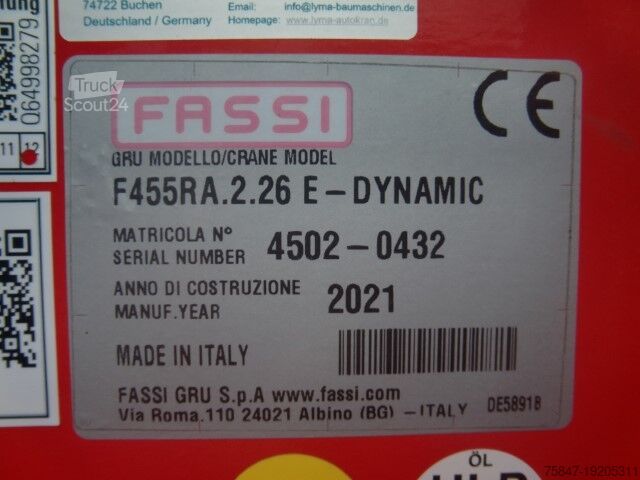 74722 Buchen
Deutschland / Germany
Email: info@lyma-baumaschinen.de
Homepage: www.lyma-autokran.de
064998279
11 12
Truck
Scout24
FASSI
CE
GRU MODELLO/CRANE MODEL
F455RA.2.26 E-DYNAMIC
MATRICOLA Nº
SERIAL NUMBER 4502-0432
ANNO DI COSTRUZIONE
MANUF.YEAR 2021
MADE IN ITALY
FASSI GRU S.p.A www.fassi.com
Via Roma,110 24021 Albino (BG) - ITALY DE5891B
ÖL
75847-19205311